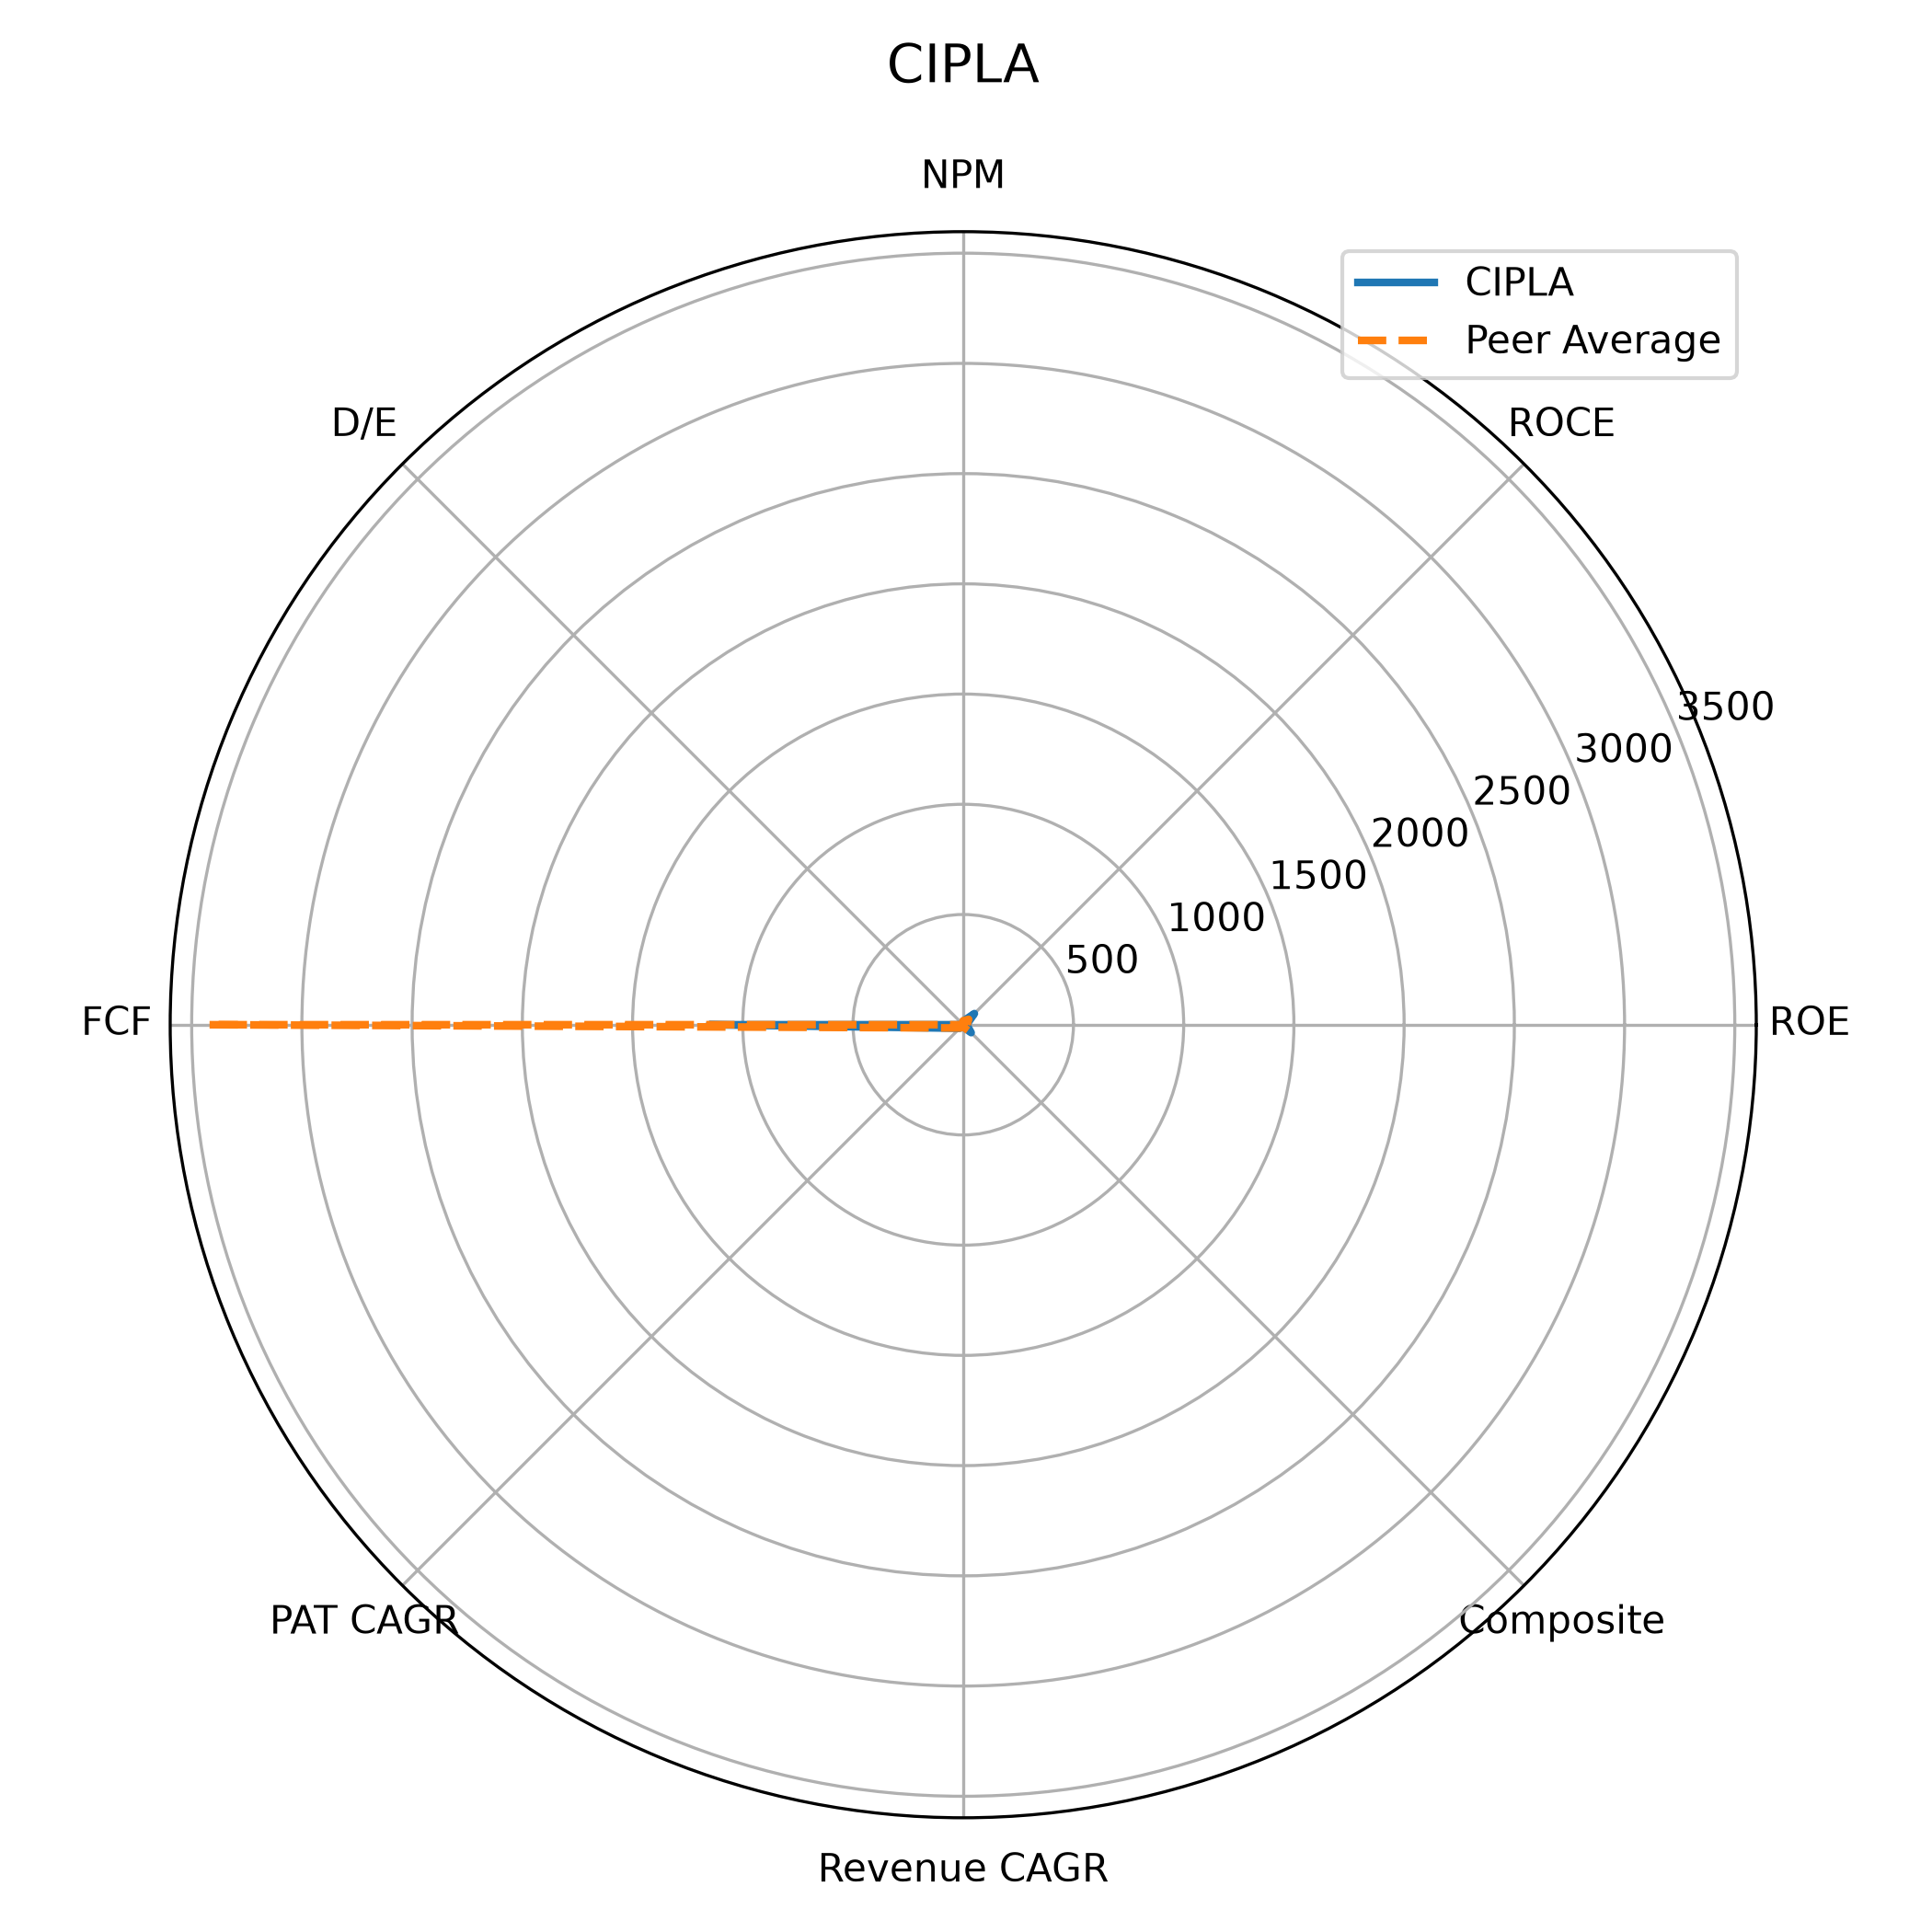 CIPLA
NPM
CIPLA
Peer Average
D/E
ROCE
3500
3000
2500
2000
1500
1000
500
FCF
ROE
PAT CAGR
Composite
Revenue CAGR